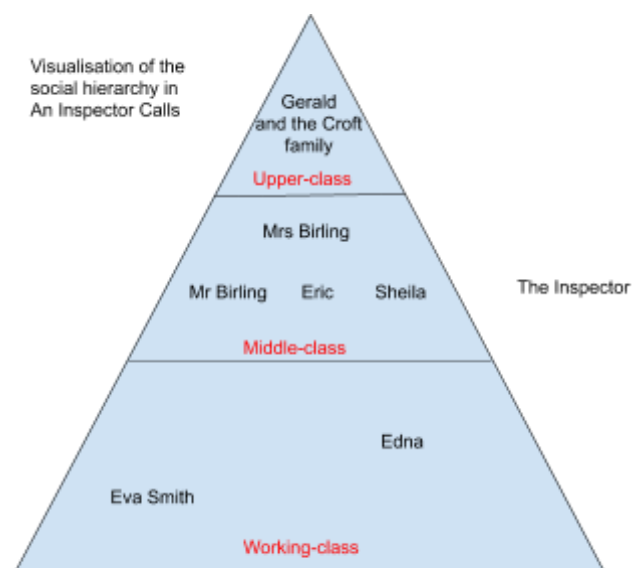 Visualisation of the
social hierarchy in
An Inspector Calls
Gerald
and the Croft
family
Upper-class
Mrs Birling
Mr Birling Eric Sheila
The Inspector
Middle-class
Edna
Eva Smith
Working-class